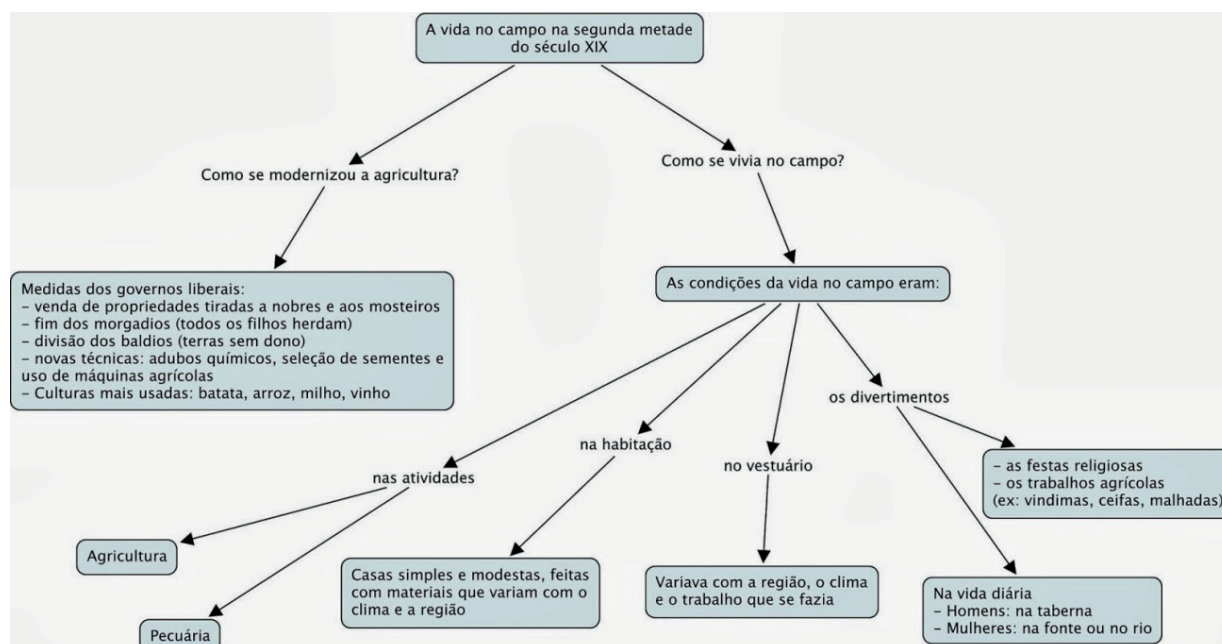 A vida no campo na segunda metade
do século XIX
Como se modernizou a agricultura?
Como se vivia no campo?
Medidas dos governos liberais:
– venda de propriedades tiradas a nobres e aos mosteiros
– fim dos morgadios (todos os filhos herdam)
– divisão dos baldios (terras sem dono)
– novas técnicas: adubos químicos, seleção de sementes e
uso de máquinas agrícolas
– Culturas mais usadas: batata, arroz, milho, vinho
As condições da vida no campo eram:
nas atividades
na habitação
no vestuário
os divertimentos
– as festas religiosas
– os trabalhos agrícolas
(ex: vindimas, ceifas, malhadas)
Agricultura
Pecuária
Casas simples e modestas, feitas
com materiais que variam com o
clima e a região
Variava com a região, o clima
e o trabalho que se fazia
Na vida diária
– Homens: na taberna
– Mulheres: na fonte ou no rio